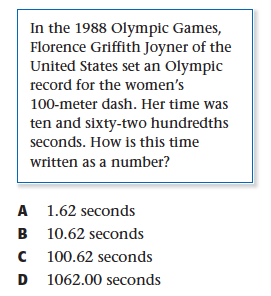 In the 1988 Olympic Games,
Florence Griffith Joyner of the
United States set an Olympic
record for the women's
100-meter dash. Her time was
ten and sixty-two hundredths
seconds. How is this time
written as a number?
A 1.62 seconds
B 10.62 seconds
C 100.62 seconds
D 1062.00 seconds